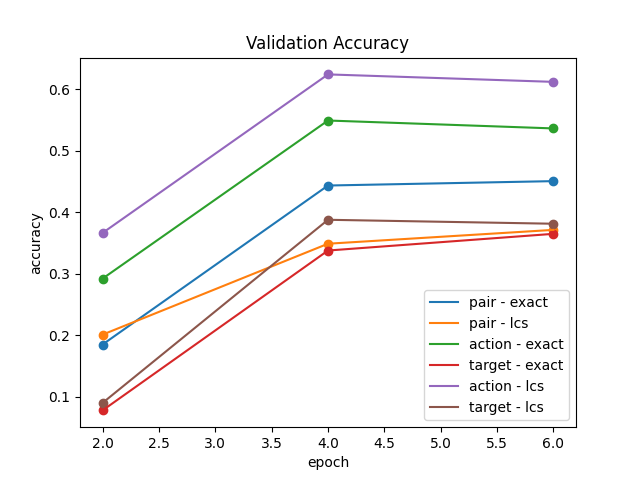 Validation Accuracy
accuracy
0.6
0.5
0.4
0.3
0.2
0.1
pair - exact
pair - lcs
action - exact
target - exact
action - lcs
target - lcs
2.0 2.5 3.0 3.5 4.0 4.5 5.0 5.5 6.0
epoch